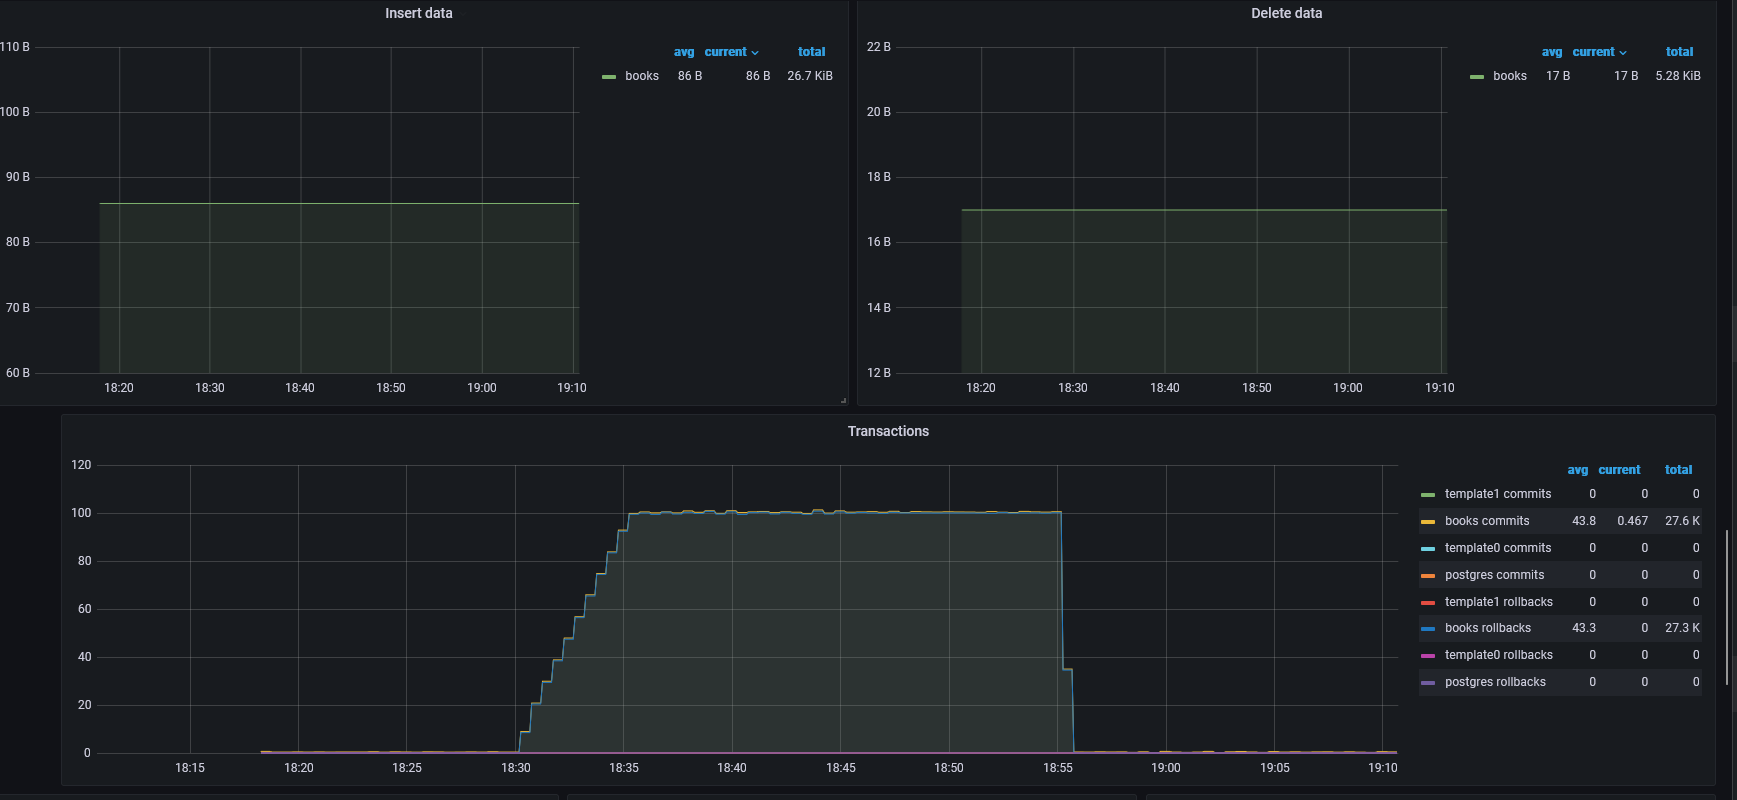 Insert data
110 B
100 B
90 B
80 B
70 B
60 B
18:20 18:30 18:40 18:50 19:00 19:10
avg current total
books 86 B 86 B 26.7 KiB
Delete data
22 B
20 B
18 B
16 B
14 B
12 B
18:20 18:30 18:40 18:50 19:00 19:10
avg current total
books 17 B 17 B 5.28 KiB
Transactions
120
100
80
60
40
20
0
18:15 18:20 18:25 18:30 18:35 18:40 18:45 18:50 18:55 19:00 19:05 19:10
avg current total
template1 commits 0 0 0
books commits 43.8 0.467 27.6 K
template0 commits 0 0 0
postgres commits 0 0 0
template1 rollbacks 0 0 0
books rollbacks 43.3 0 27.3 K
template0 rollbacks 0 0 0
postgres rollbacks 0 0 0